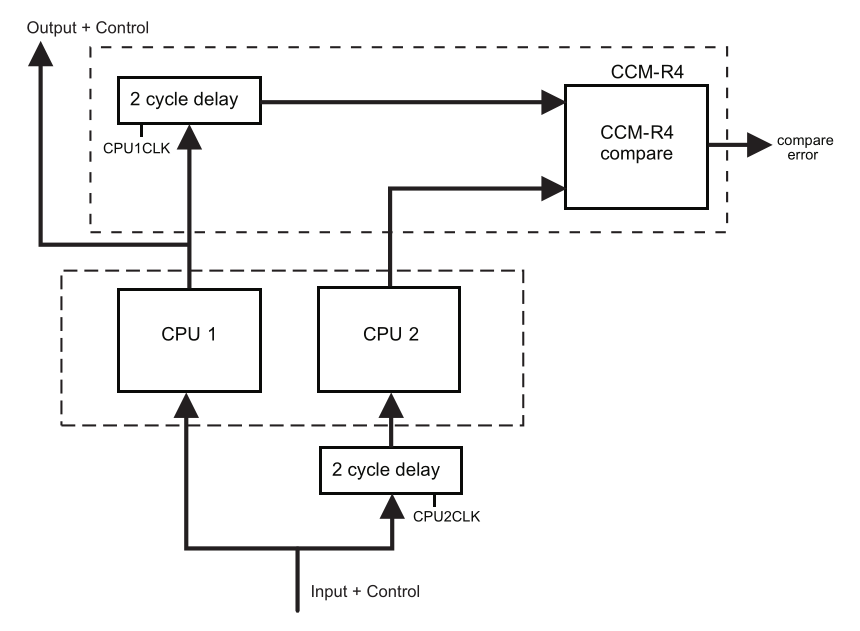 Output + Control
CCM-R4
2 cycle delay
CPU1CLK
CCM-R4
compare
compare
error
CPU 1
CPU 2
2 cycle delay
CPU2CLK
Input + Control